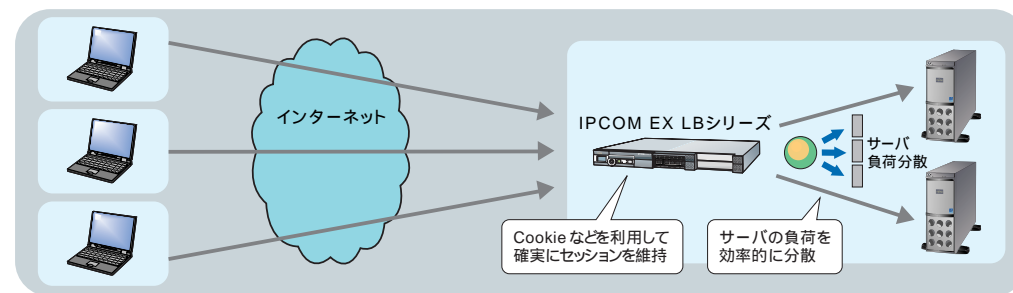 インターネット
IPCOM EX LBシリーズ
サーバ
負荷分散
Cookieなどを利用して
確実にセッションを維持
サーバの負荷を
効率的に分散